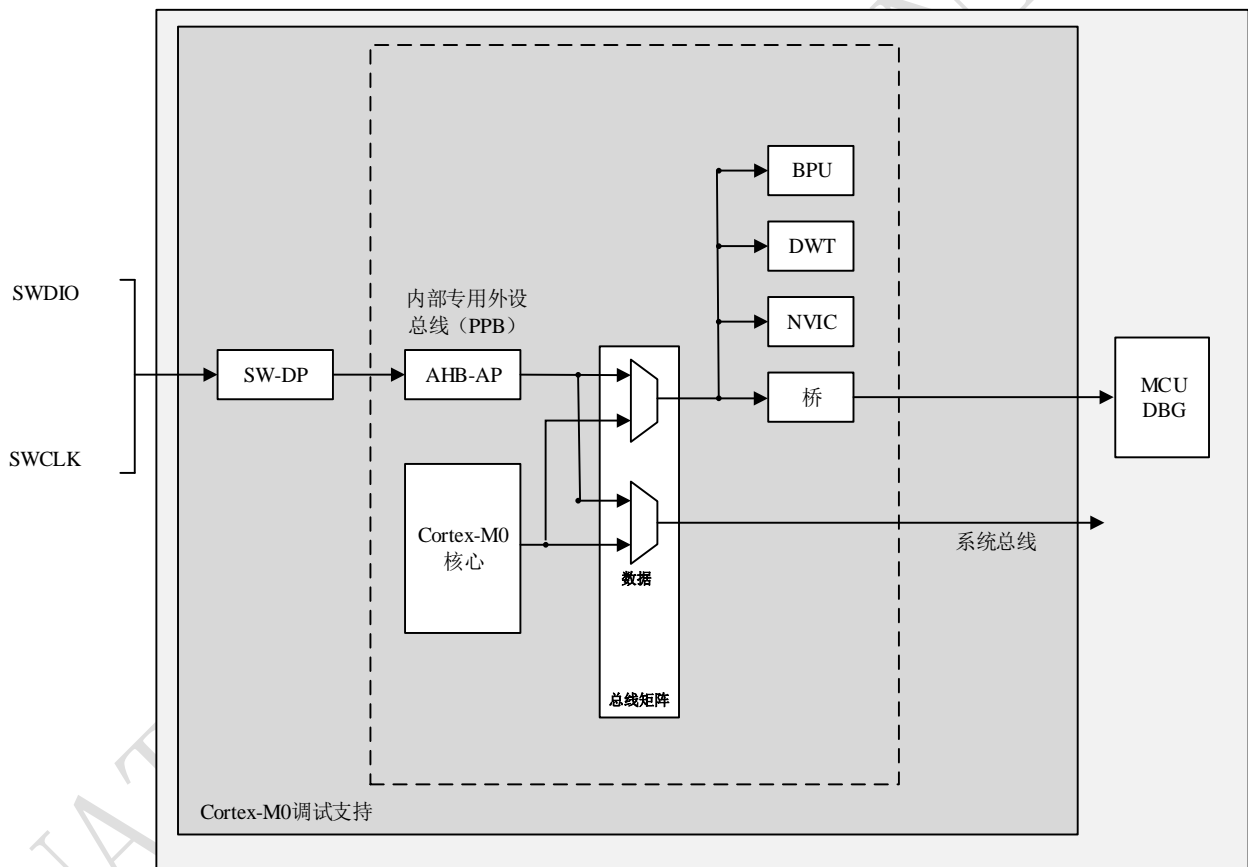 BPU
DWT
SWDIO
内部专用外设
总线（PPB）
NVIC
SW-DP
AHB-AP
桥
MCU
DBG
SWCLK
Cortex-M0
核心
系统总线
数据
总线矩阵
Cortex-M0调试支持